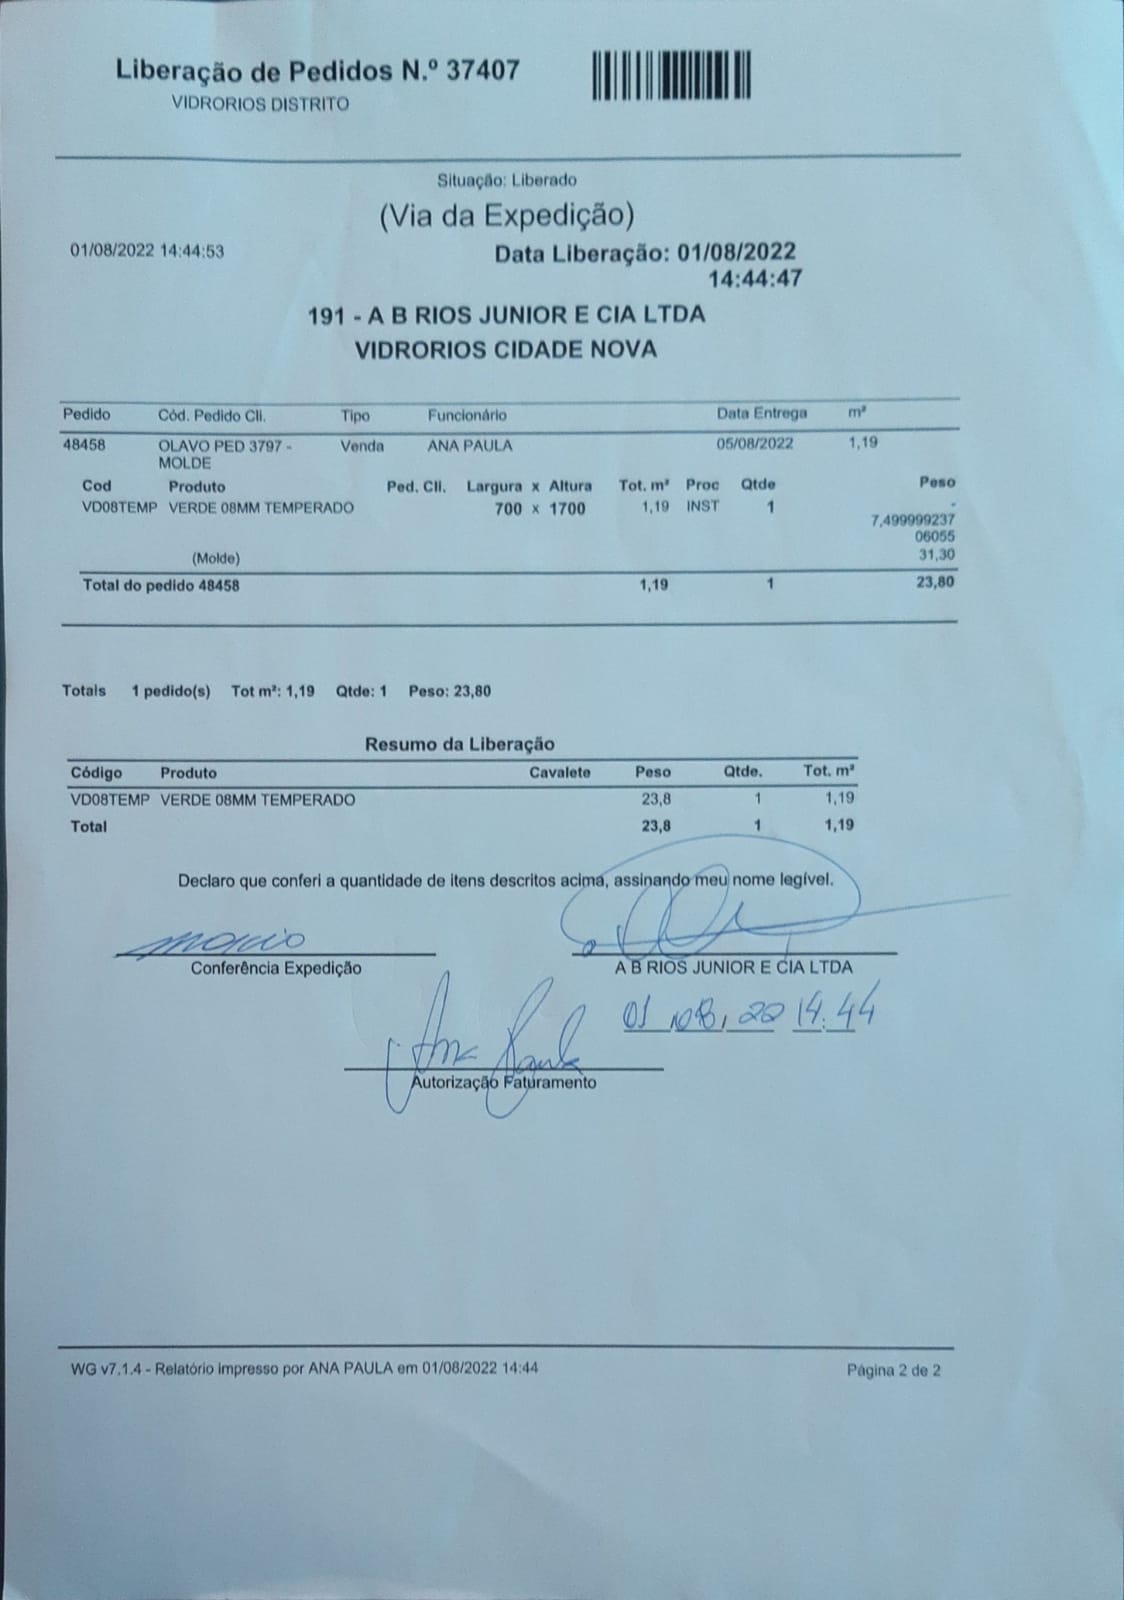 Liberação de Pedidos N.º 37407
VIDRORIOS DISTRITO
Situação: Liberado
(Via da Expedição)
01/08/2022 14:44:53
Data Liberação: 01/08/2022
14:44:47
191 - A B RIOS JUNIOR E CIA LTDA
VIDRORIOS CIDADE NOVA
Pedido Cód. Pedido Cli. Tipo Funcionário Data Entrega m²
48458 OLAVO PED 3797 - Venda ANA PAULA 05/08/2022 1,19
MOLDE
Cod Produto Ped. Cli. Largura x Altura Tot. m² Proc Qtde Peso
VD08TEMP VERDE 08MM TEMPERADO 700 x 1700 1,19 INST 1 -
7,499999237
06055
(Molde) 31,30
Total do pedido 48458 1,19 1 23,80
Totais 1 pedido(s) Tot m²: 1,19 Qtde: 1 Peso: 23,80
Resumo da Liberação
Código Produto Cavalete Peso Qtde. Tot. m²
VD08TEMP VERDE 08MM TEMPERADO 23,8 1 1,19
Total 23,8 1 1,19
Declaro que conferi a quantidade de itens descritos acima, assinando meu nome legível.
Conferência Expedição
A B RIOS JUNIOR E CIA LTDA
01 , 08 , 22 14:44
Ana Paula
Autorização Faturamento
WG v7.1.4 - Relatório impresso por ANA PAULA em 01/08/2022 14:44 Página 2 de 2